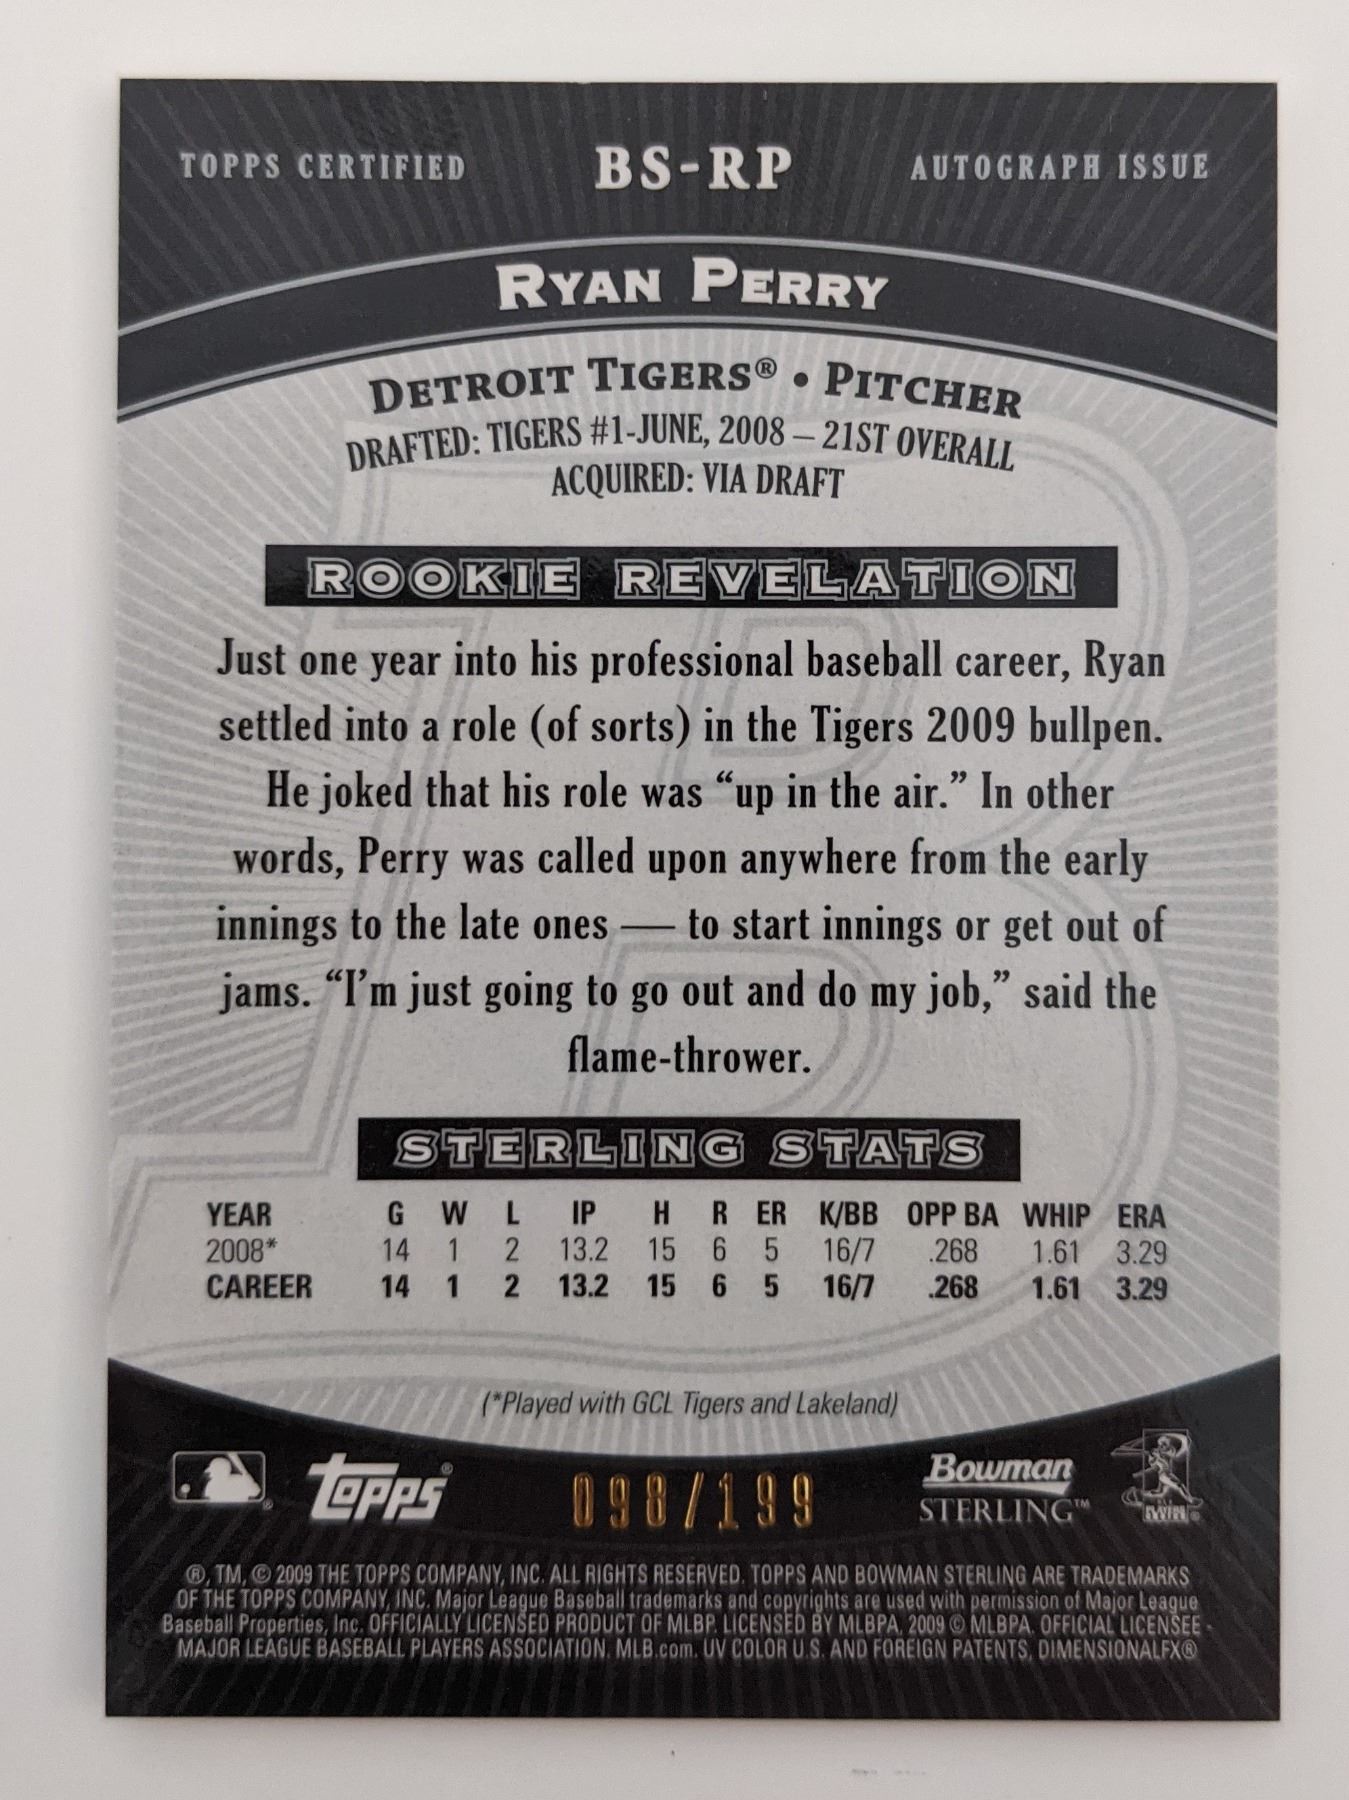 TOPPS CERTIFIED BS-RP AUTOGRAPH ISSUE
RYAN PERRY
DETROIT TIGERS® • PITCHER
DRAFTED: TIGERS #1-JUNE, 2008 – 21ST OVERALL
ACQUIRED: VIA DRAFT
ROOKIE REVELATION
Just one year into his professional baseball career, Ryan
settled into a role (of sorts) in the Tigers 2009 bullpen.
He joked that his role was “up in the air.” In other
words, Perry was called upon anywhere from the early
innings to the late ones — to start innings or get out of
jams. “I’m just going to go out and do my job,” said the
flame-thrower.
STERLING STATS
YEAR G W L IP H R ER K/BB OPP BA WHIP ERA
2008* 14 1 2 13.2 15 6 5 16/7 .268 1.61 3.29
CAREER 14 1 2 13.2 15 6 5 16/7 .268 1.61 3.29
(*Played with GCL Tigers and Lakeland)
Topps® 098/199 Bowman
STERLING™
®, TM, © 2009 THE TOPPS COMPANY, INC. ALL RIGHTS RESERVED. TOPPS AND BOWMAN STERLING ARE TRADEMARKS
OF THE TOPPS COMPANY, INC. Major League Baseball trademarks and copyrights are used with permission of Major League
Baseball Properties, Inc. OFFICIALLY LICENSED PRODUCT OF MLBP. LICENSED BY MLBPA, 2009 © MLBPA. OFFICIAL LICENSEE -
MAJOR LEAGUE BASEBALL PLAYERS ASSOCIATION. MLB.com. UV COLOR U.S. AND FOREIGN PATENTS, DIMENSIONALFX®